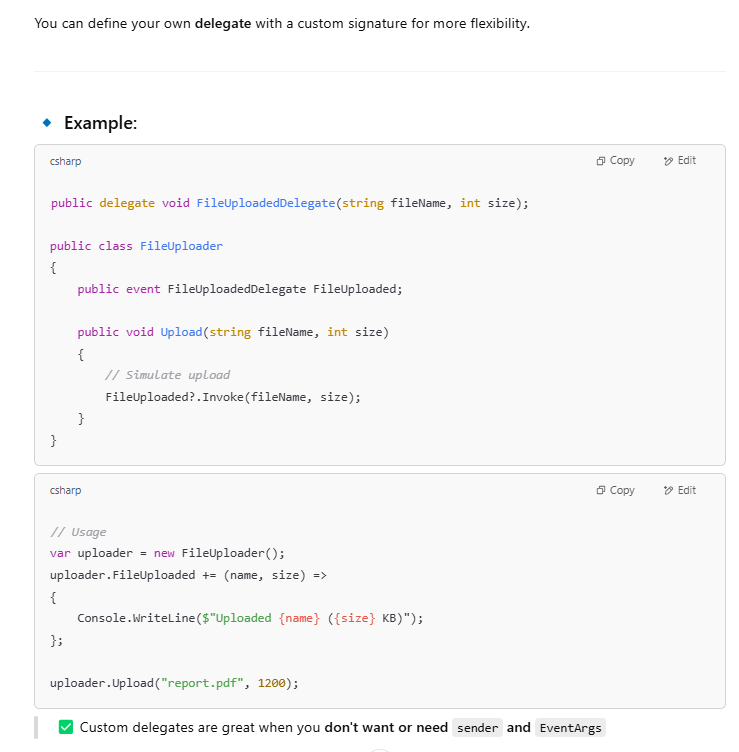 You can define your own delegate with a custom signature for more flexibility.
Example:
csharp
Copy
Edit
public delegate void FileUploadedDelegate(string fileName, int size);
public class FileUploader
{
    public event FileUploadedDelegate FileUploaded;
    public void Upload(string fileName, int size)
    {
        // Simulate upload
        FileUploaded?.Invoke(fileName, size);
    }
}
csharp
Copy
Edit
// Usage
var uploader = new FileUploader();
uploader.FileUploaded += (name, size) =>
{
    Console.WriteLine($"Uploaded {name} ({size} KB)");
};
uploader.Upload("report.pdf", 1200);
✅ Custom delegates are great when you don't want or need sender and EventArgs